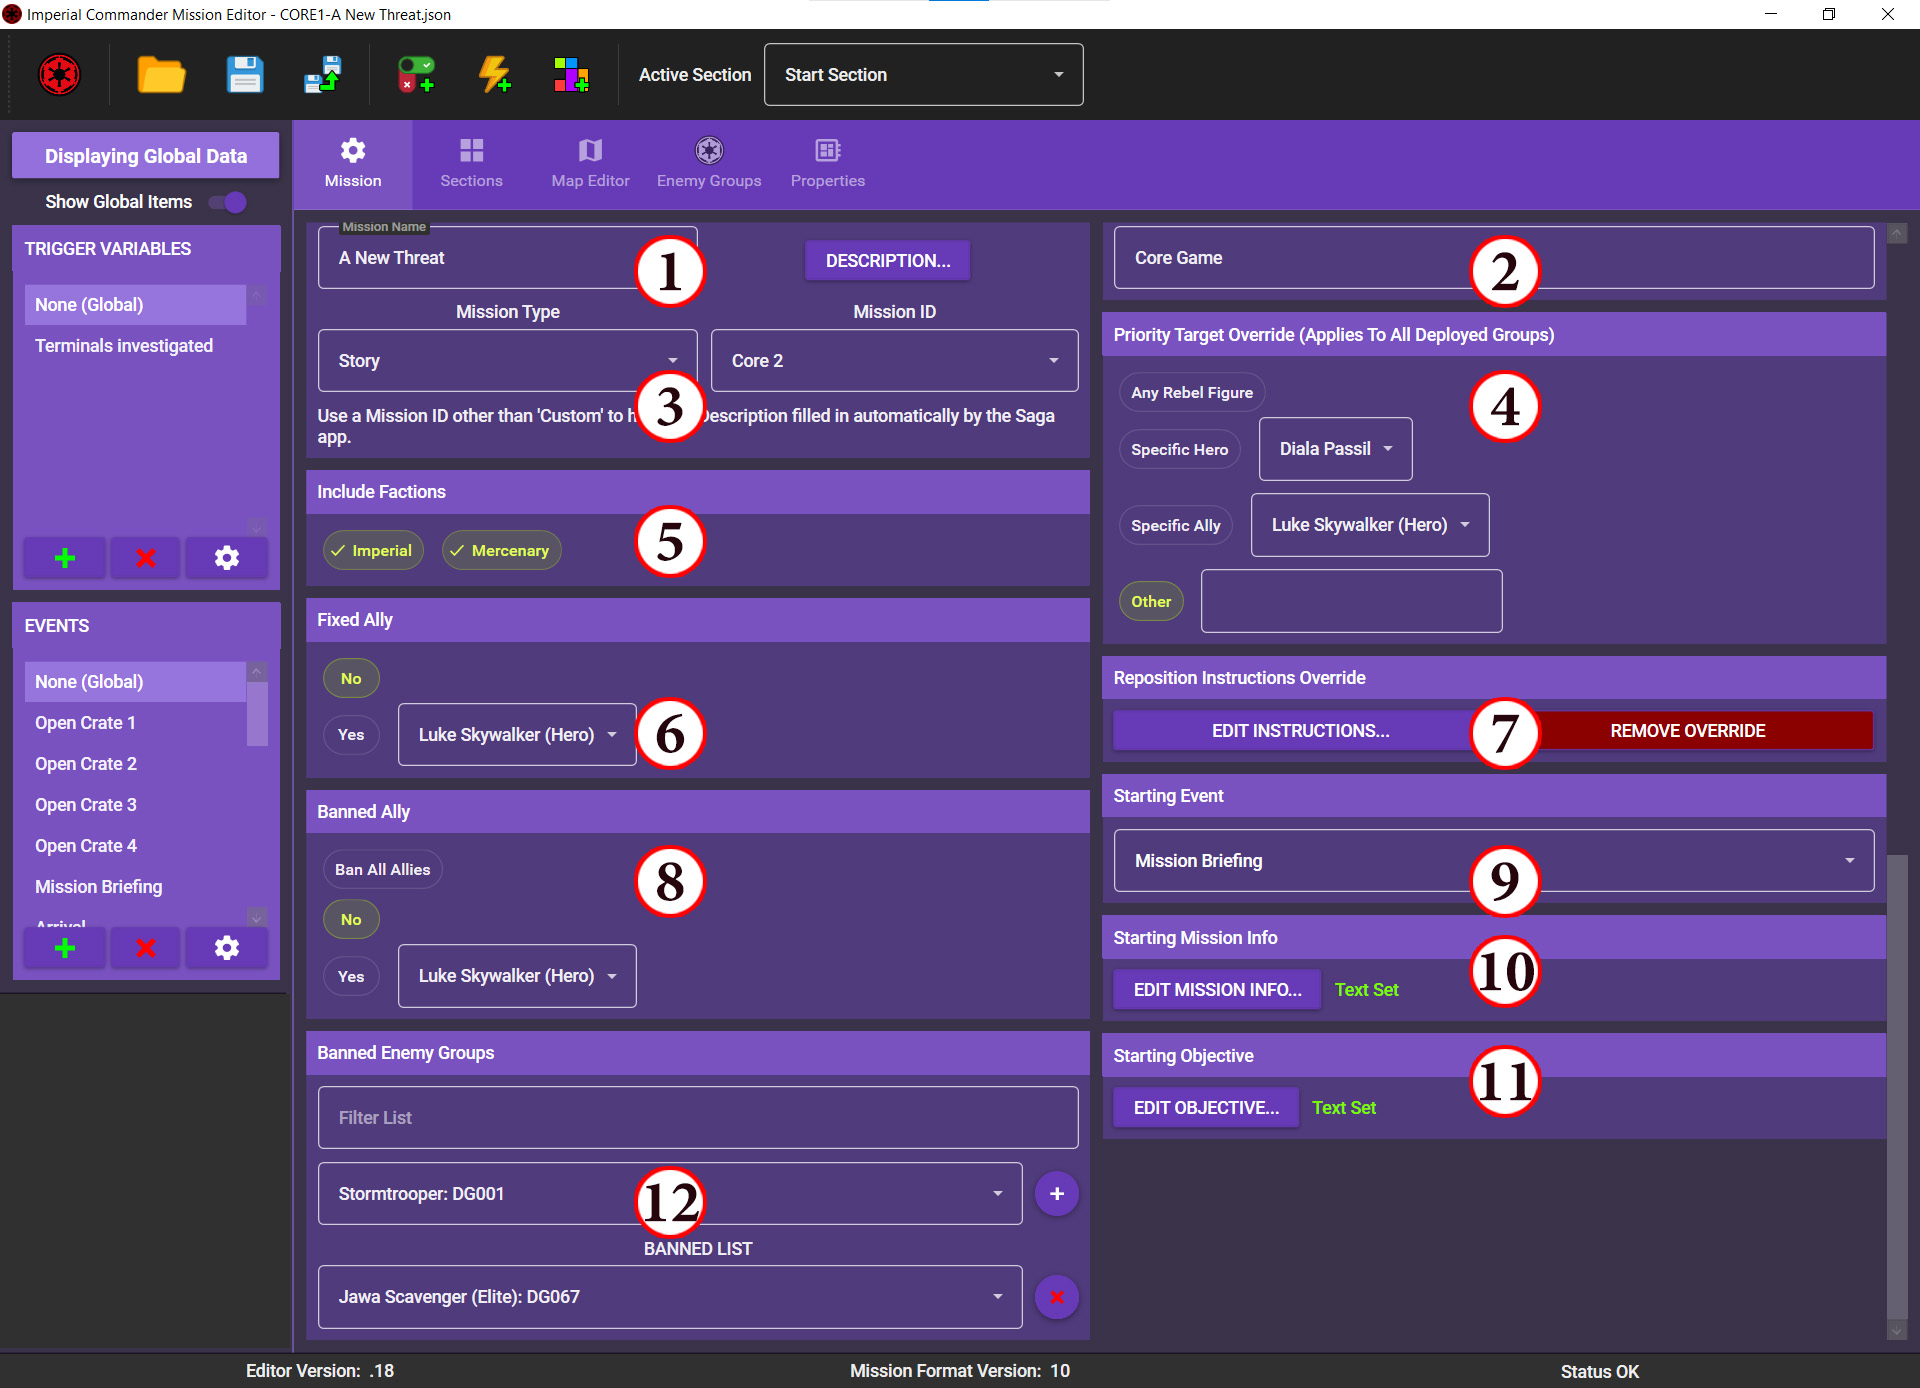 Imperial Commander Mission Editor - CORE1-A New Threat.json
Active Section
Start Section
Displaying Global Data
Show Global Items
TRIGGER VARIABLES
None (Global)
Terminals investigated
EVENTS
None (Global)
Open Crate 1
Open Crate 2
Open Crate 3
Open Crate 4
Mission Briefing
Arrival
Mission
Sections
Map Editor
Enemy Groups
Properties
Mission Name
A New Threat
1
DESCRIPTION...
Mission Type
Mission ID
Story
Core 2
3
Use a Mission ID other than 'Custom' to h Description filled in automatically by the Saga
app.
Include Factions
Imperial
Mercenary
5
Fixed Ally
No
Yes
Luke Skywalker (Hero)
6
Banned Ally
Ban All Allies
8
No
Yes
Luke Skywalker (Hero)
Banned Enemy Groups
Filter List
Stormtrooper: DG001
12
BANNED LIST
Jawa Scavenger (Elite): DG067
Core Game
2
Priority Target Override (Applies To All Deployed Groups)
Any Rebel Figure
4
Specific Hero
Diala Passil
Specific Ally
Luke Skywalker (Hero)
Other
Reposition Instructions Override
EDIT INSTRUCTIONS...
7
REMOVE OVERRIDE
Starting Event
Mission Briefing
9
Starting Mission Info
EDIT MISSION INFO...
Text Set
10
Starting Objective
EDIT OBJECTIVE...
Text Set
11
Editor Version: .18
Mission Format Version: 10
Status OK